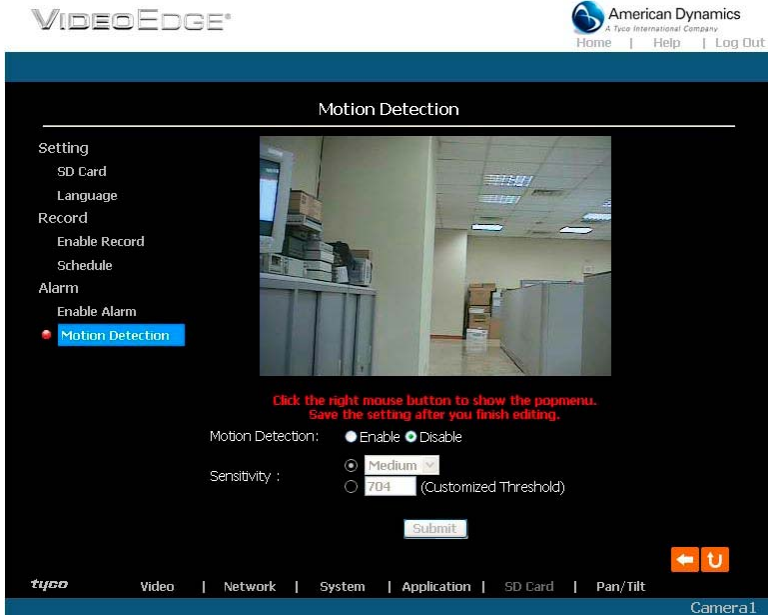 VIDEOEDGE®
American Dynamics
A Tyco International Company
Home | Help | Log Out
Motion Detection
Setting
SD Card
Language
Record
Enable Record
Schedule
Alarm
Enable Alarm
Motion Detection
Click the right mouse button to show the popmenu.
Save the setting after you finish editing.
Motion Detection: Enable Disable
Sensitivity : Medium
704 (Customized Threshold)
Submit
tyco Video | Network | System | Application | SD Card | Pan/Tilt
Camera1